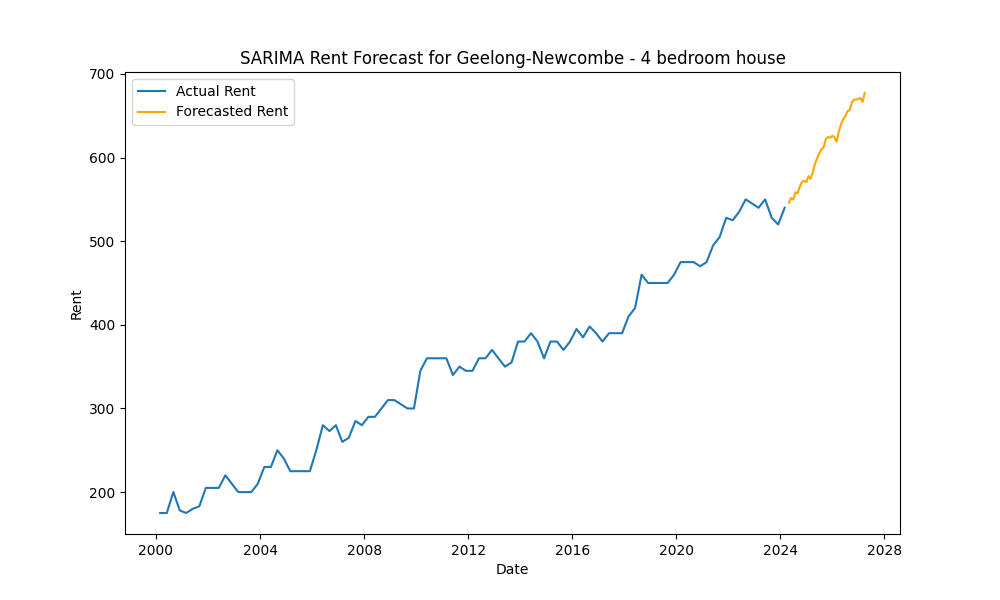 SARIMA Rent Forecast for Geelong-Newcombe - 4 bedroom house
Actual Rent
Forecasted Rent
700
600
500
400
300
200
Rent
2000 2004 2008 2012 2016 2020 2024 2028
Date